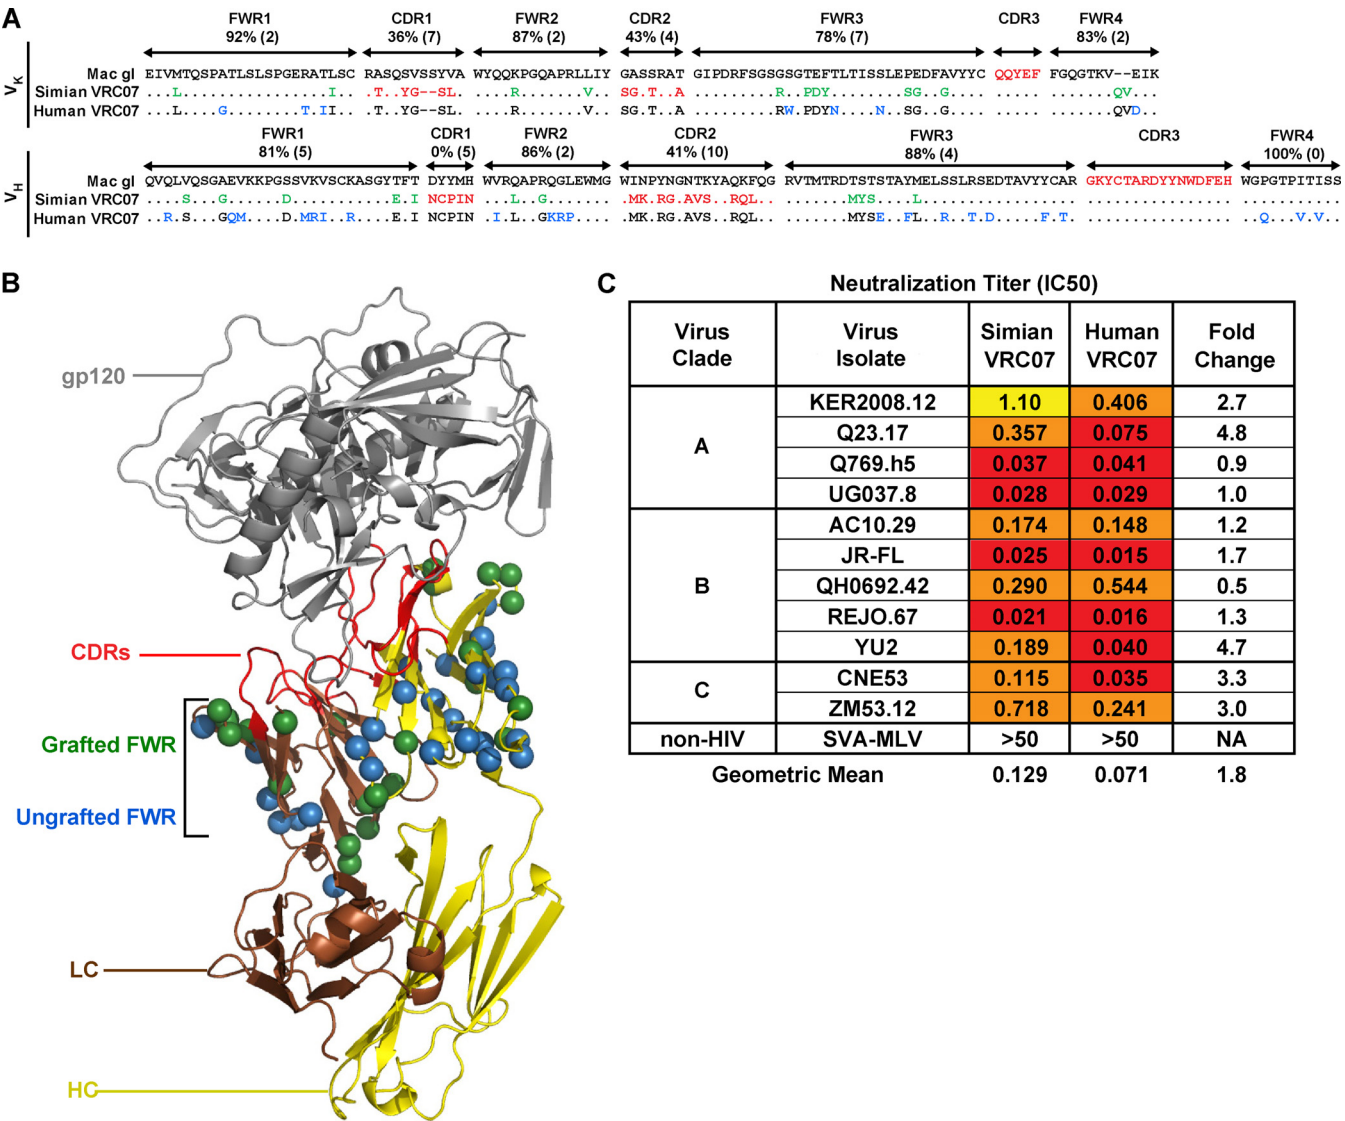 A
FWR1 CDR1 FWR2 CDR2 FWR3 CDR3 FWR4
92% (2) 36% (7) 87% (2) 43% (4) 78% (7) 83% (2)
VK
Mac gl EIVMTQSPATLSLSPGERATLSC RASQSVSSYVA WYQQKPGQAPRLLIY GASSRAT GIPDRFSGSGSGTEFTLTISSLEPEDFAVYYC QQYEF FGQGTKV--EIK
Simian VRC07
Human VRC07
FWR1 CDR1 FWR2 CDR2 FWR3 CDR3 FWR4
81% (5) 0% (5) 86% (2) 41% (10) 88% (4) 100% (0)
VH
Mac gl QVQLVQSGAEVKKPGSSVKVSCKASGYTFT DYYMH WVRQAPRQGLEWMG WINPYNGNTKYAQKFQG RVTMTRDTSTSTAYMELSSLRSEDTAVYYCAR GKYCTARDYYNWDFEH WGPGTPITISS
Simian VRC07
Human VRC07
B
gp120
CDRs
Grafted FWR
Ungrafted FWR
LC
HC
C
Neutralization Titer (IC50)
Virus Clade Virus Isolate Simian VRC07 Human VRC07 Fold Change
A KER2008.12 1.10 0.406 2.7
Q23.17 0.357 0.075 4.8
Q769.h5 0.037 0.041 0.9
UG037.8 0.028 0.029 1.0
B AC10.29 0.174 0.148 1.2
JR-FL 0.025 0.015 1.7
QH0692.42 0.290 0.544 0.5
REJO.67 0.021 0.016 1.3
YU2 0.189 0.040 4.7
C CNE53 0.115 0.035 3.3
ZM53.12 0.718 0.241 3.0
non-HIV SVA-MLV >50 >50 NA
Geometric Mean 0.129 0.071 1.8